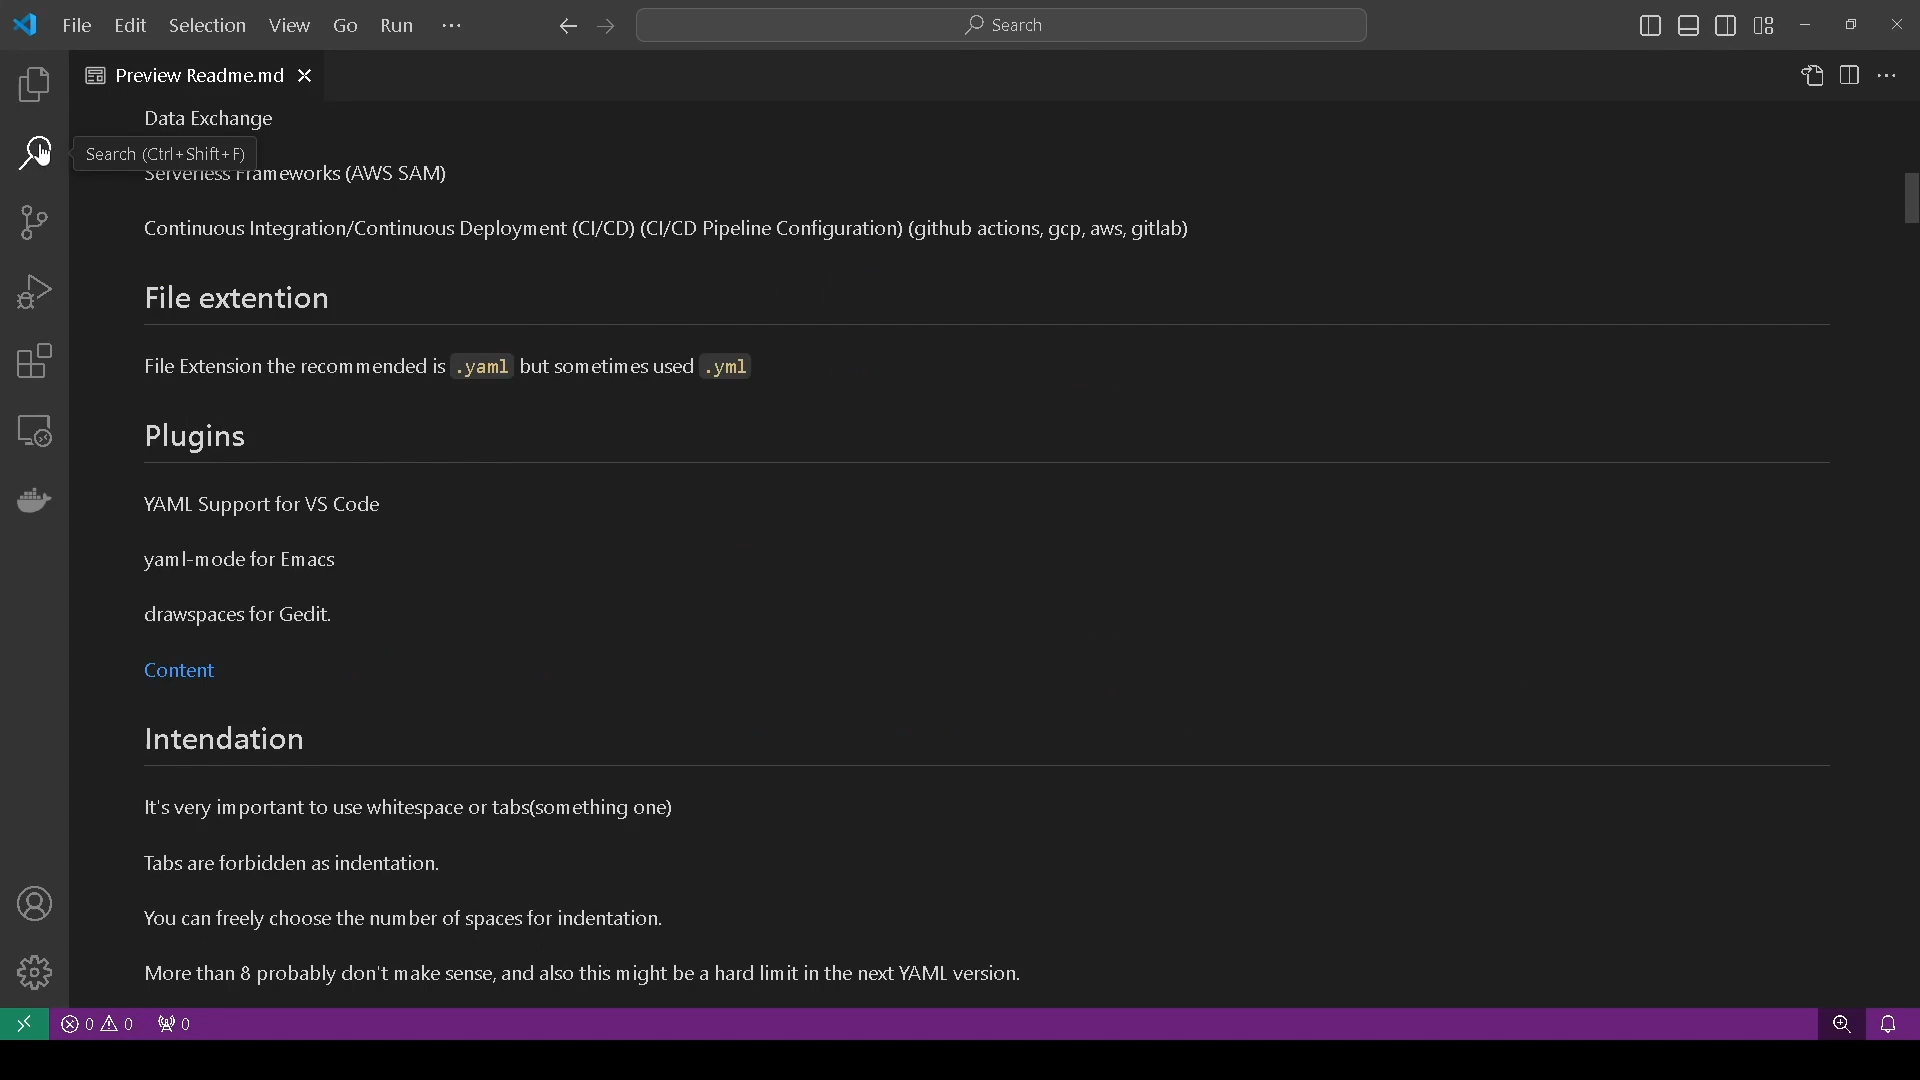 File Edit Selection View Go Run ··· Search
Preview Readme.md
Data Exchange
Search (Ctrl+Shift+F)
Serverless Frameworks (AWS SAM)
Continuous Integration/Continuous Deployment (CI/CD) (CI/CD Pipeline Configuration) (github actions, gcp, aws, gitlab)
File extention
File Extension the recommended is .yaml but sometimes used .yml
Plugins
YAML Support for VS Code
yaml-mode for Emacs
drawspaces for Gedit.
Content
Intendation
It's very important to use whitespace or tabs(something one)
Tabs are forbidden as indentation.
You can freely choose the number of spaces for indentation.
More than 8 probably don't make sense, and also this might be a hard limit in the next YAML version.
0 0 0